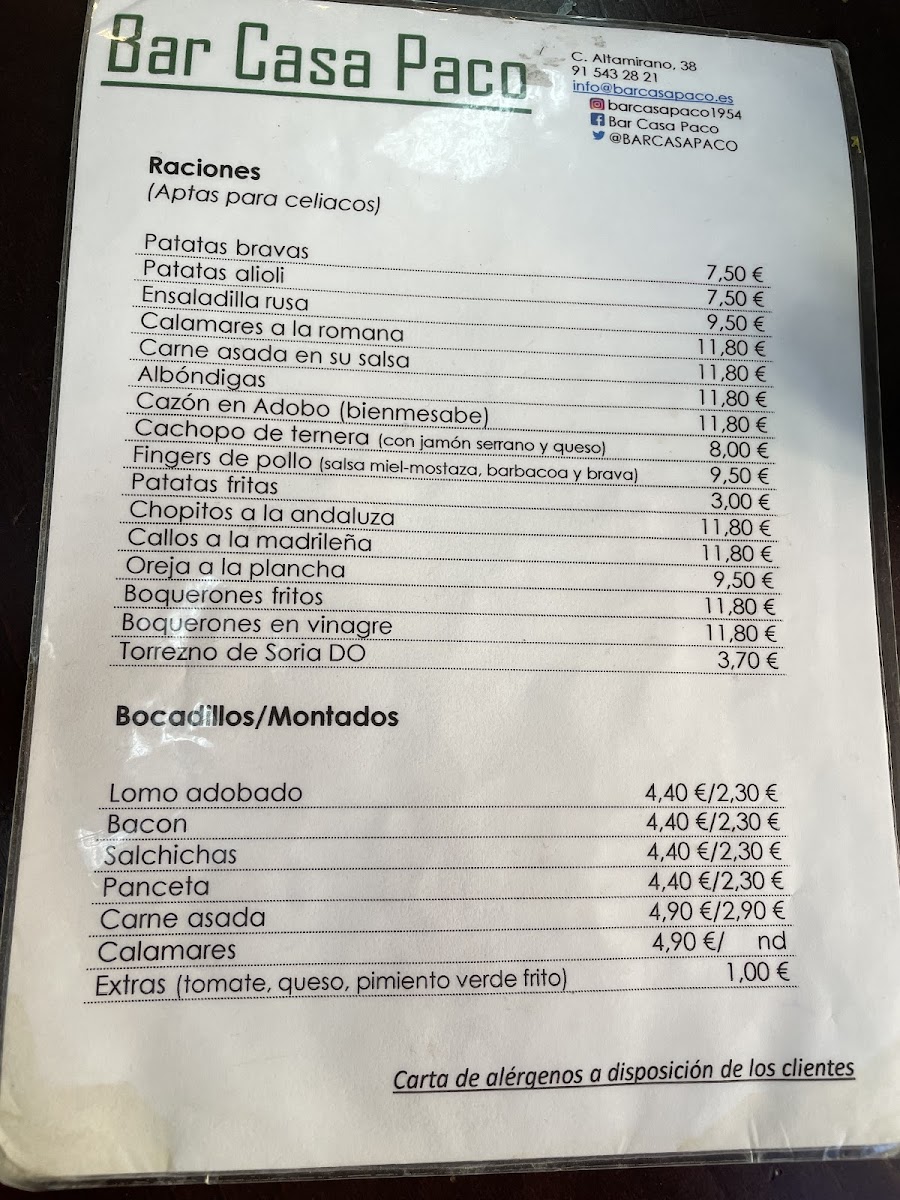 Bar Casa Paco
C. Altamirano, 38
91 543 28 21
info@barcasapaco.es
barcasapaco1954
Bar Casa Paco
@BARCASAPACO
Raciones
(Aptas para celiacos)
Patatas bravas 7,50 €
Patatas alioli 7,50 €
Ensaladilla rusa 9,50 €
Calamares a la romana 11,80 €
Carne asada en su salsa 11,80 €
Albóndigas 11,80 €
Cazón en Adobo (bienmesabe) 11,80 €
Cachopo de ternera (con jamón serrano y queso) 8,00 €
Fingers de pollo (salsa miel-mostaza, barbacoa y brava) 9,50 €
Patatas fritas 3,00 €
Chopitos a la andaluza 11,80 €
Callos a la madrileña 11,80 €
Oreja a la plancha 9,50 €
Boquerones fritos 11,80 €
Boquerones en vinagre 11,80 €
Torrezno de Soria DO 3,70 €
Bocadillos/Montados
Lomo adobado 4,40 €/2,30 €
Bacon 4,40 €/2,30 €
Salchichas 4,40 €/2,30 €
Panceta 4,40 €/2,30 €
Carne asada 4,90 €/2,90 €
Calamares 4,90 €/ nd
Extras (tomate, queso, pimiento verde frito) 1,00 €
Carta de alérgenos a disposición de los clientes